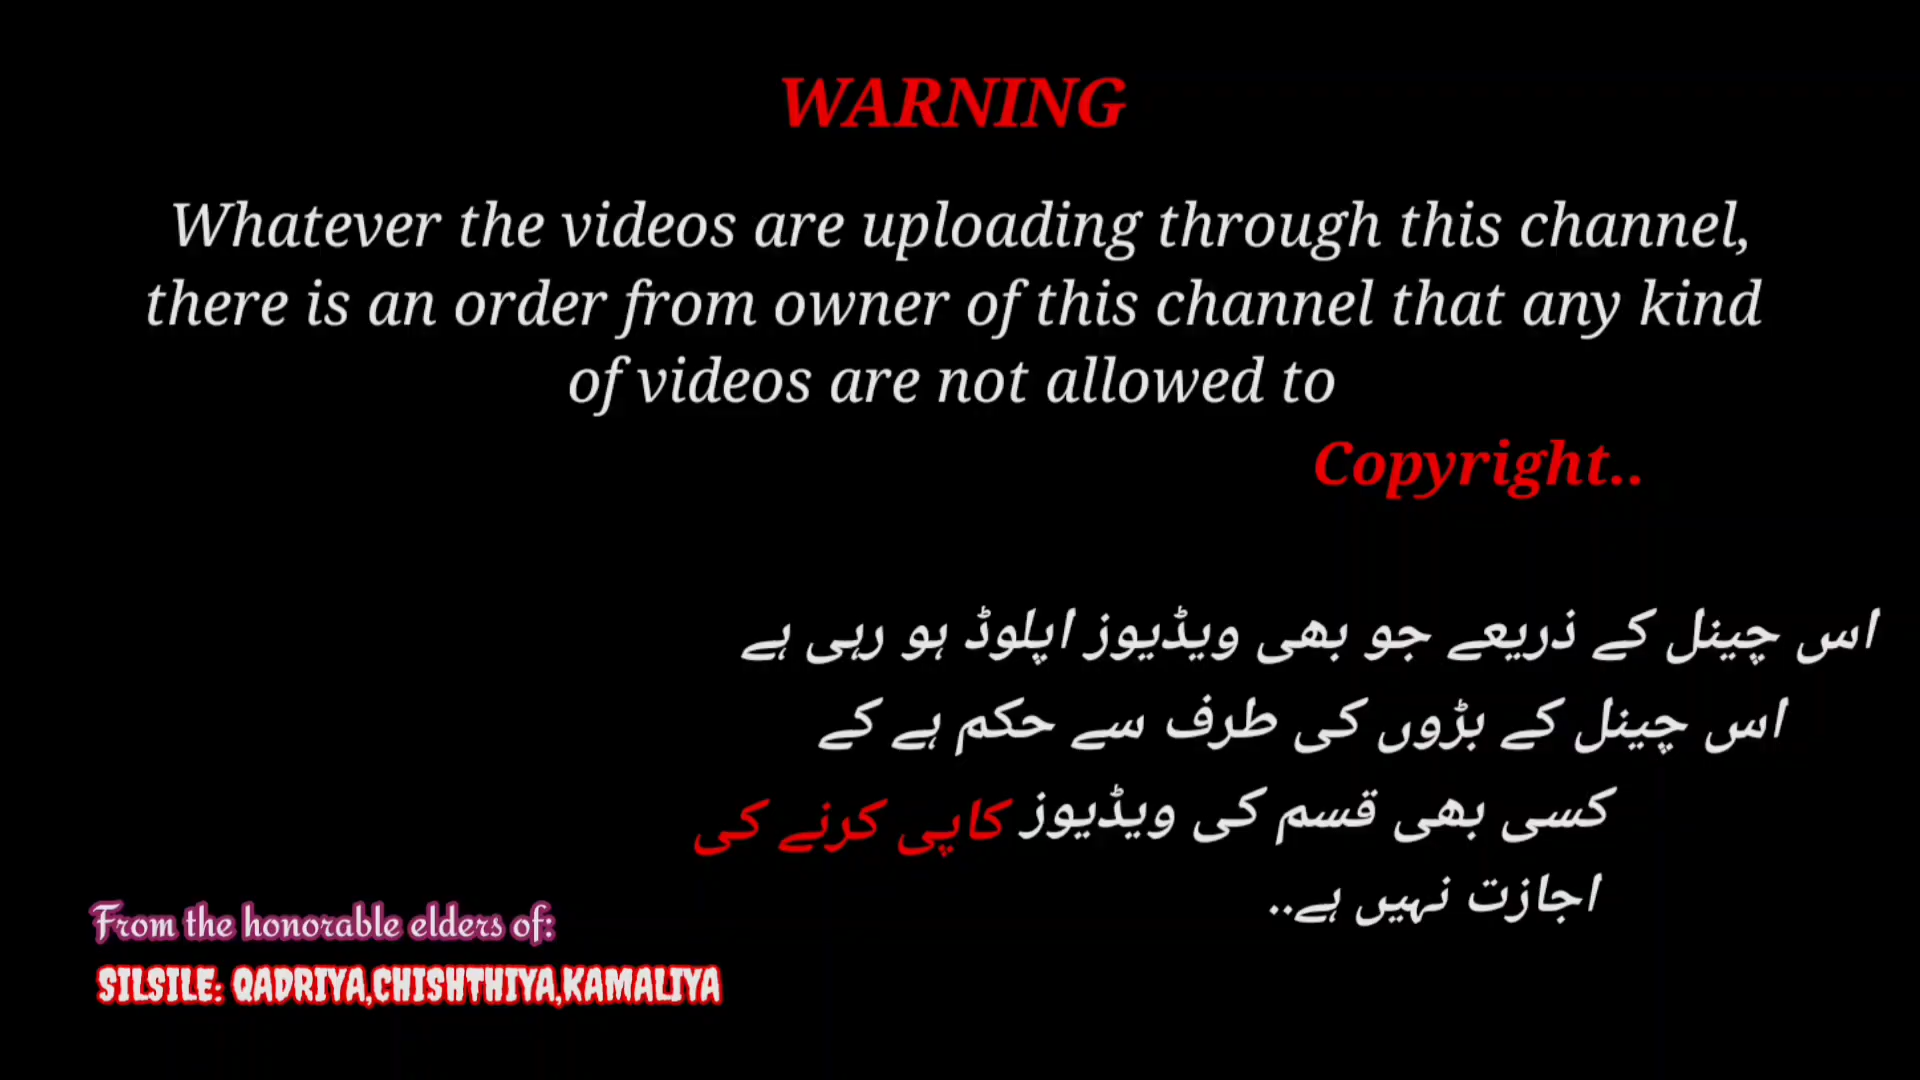 WARNING
Whatever the videos are uploading through this channel,
there is an order from owner of this channel that any kind
of videos are not allowed to
Copyright..
اس چینل کے ذریعے جو بھی ویڈیوز اپلوڈ ہو رہی ہے
اس چینل کے بڑوں کی طرف سے حکم ہے کے
کسی بھی قسم کی ویڈیوز کاپی کرنے کی
اجازت نہیں ہے..
From the honorable elders of:
SILSILE: QADRIYA,CHISHTHIYA,KAMALIYA